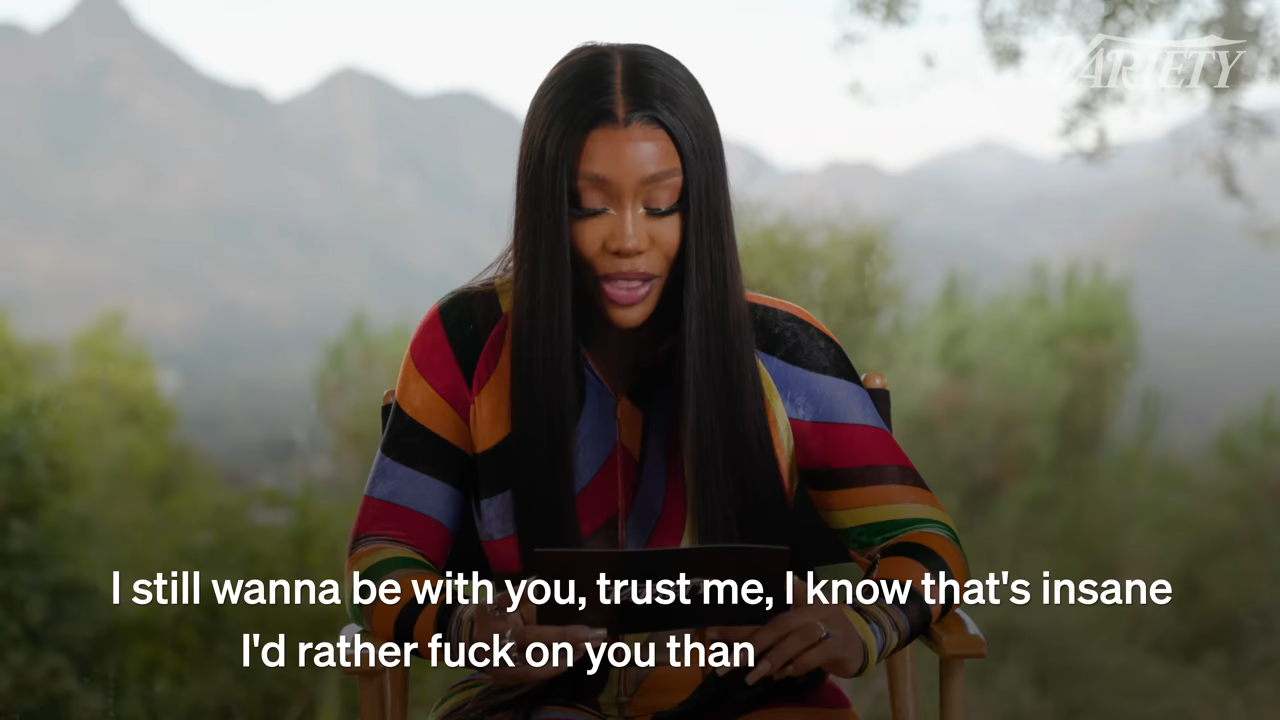 VARIETY
I still wanna be with you, trust me, I know that's insane
I'd rather fuck on you than